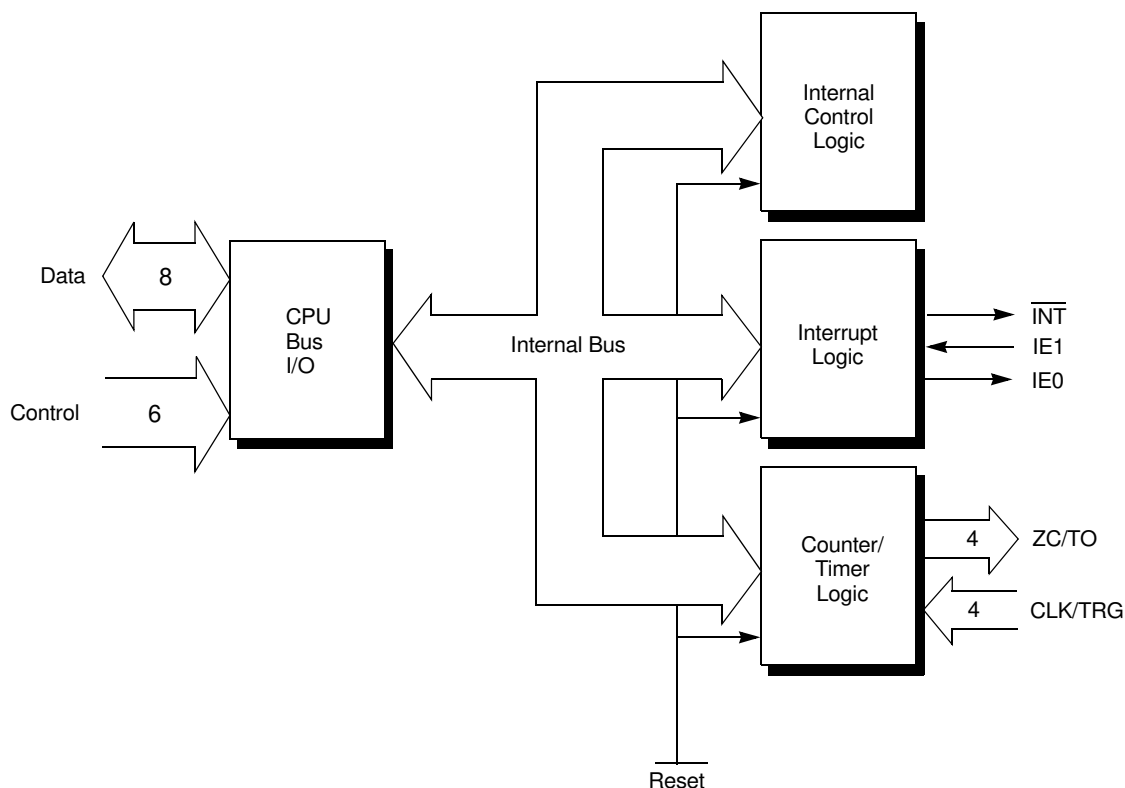 Internal
Control
Logic
Data
8
CPU
Bus
I/O
Control
6
Internal Bus
Interrupt
Logic
INT
IE1
IE0
Counter/
Timer
Logic
4
ZC/TO
4
CLK/TRG
Reset